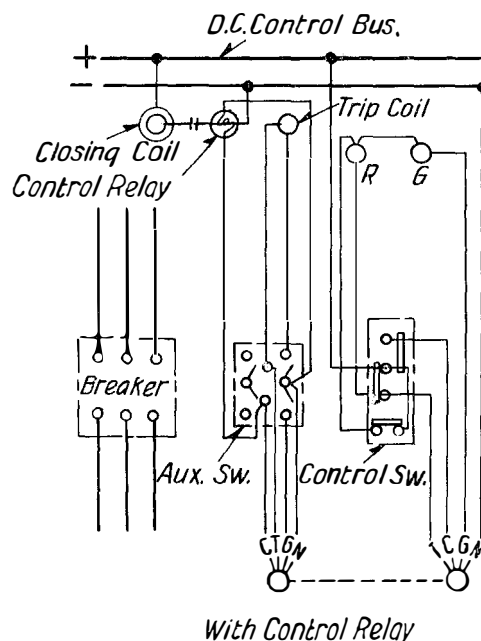 D.C. Control Bus.
+
−
Trip Coil
Closing Coil
Control Relay
R G
Breaker
Aux. Sw.
Control Sw.
C T G N
T C G N
With Control Relay